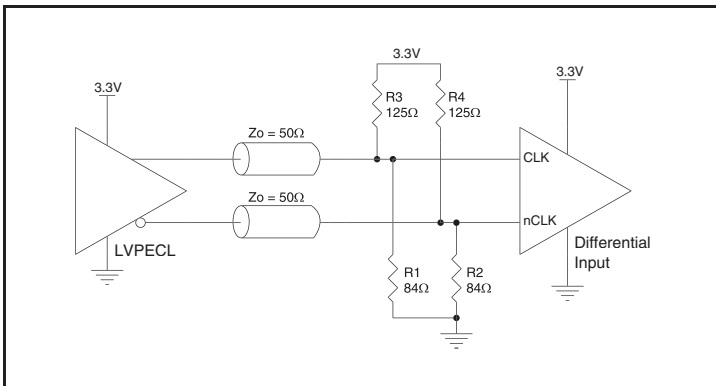 3.3V
3.3V
3.3V
R3
125Ω
R4
125Ω
Zo = 50Ω
CLK
Zo = 50Ω
nCLK
LVPECL
Differential
Input
R1
84Ω
R2
84Ω